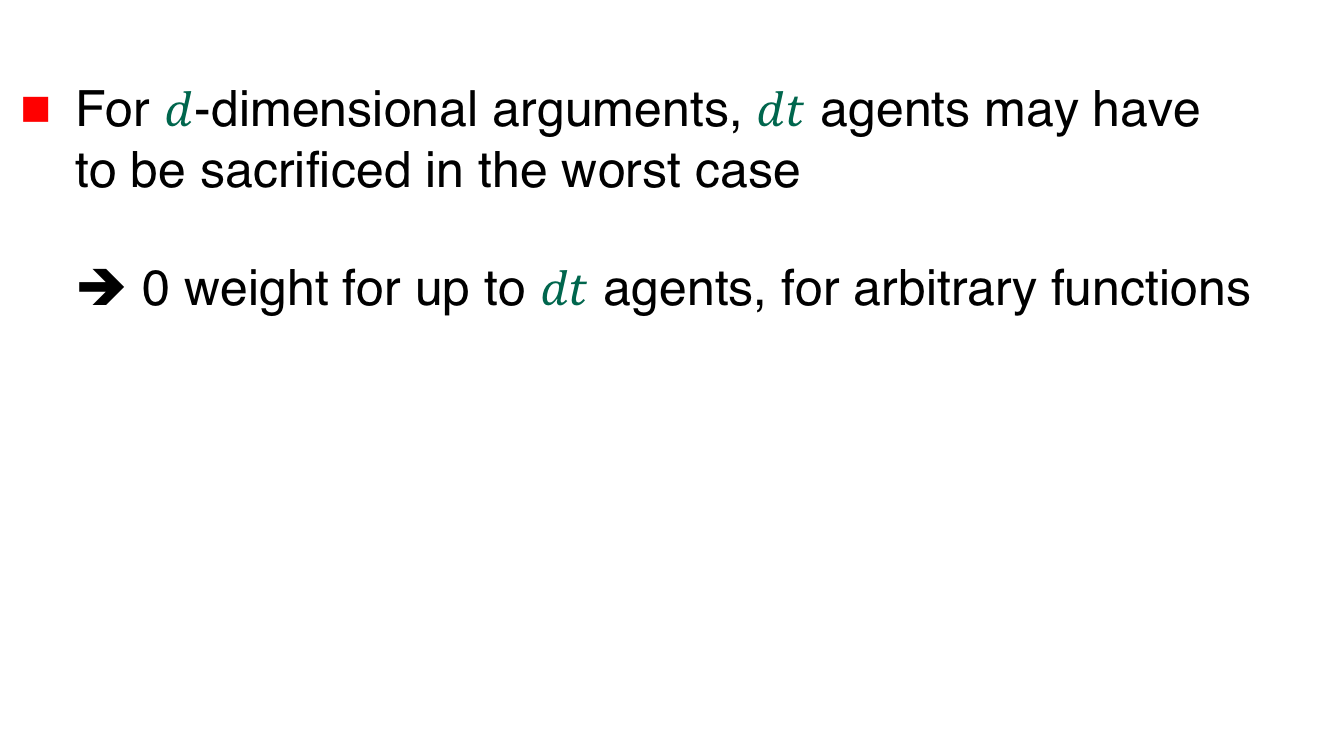 For d-dimensional arguments, dt agents may have
to be sacrificed in the worst case
➔ 0 weight for up to dt agents, for arbitrary functions